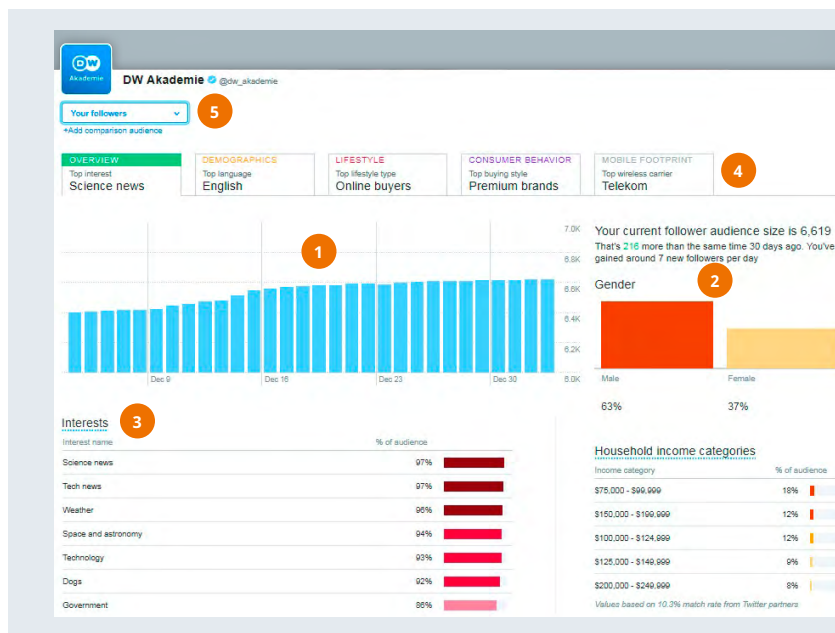 DW
Akademie
DW Akademie @dw_akademie
Your followers
5
+Add comparison audience
OVERVIEW
Top interest
Science news
DEMOGRAPHICS
Top language
English
LIFESTYLE
Top lifestyle type
Online buyers
CONSUMER BEHAVIOR
Top buying style
Premium brands
MOBILE FOOTPRINT
Top wireless carrier
Telekom
4
1
7.0K
6.8K
6.6K
6.4K
6.2K
6.0K
Dec 9
Dec 16
Dec 23
Dec 30
Your current follower audience size is 6,619
That's 216 more than the same time 30 days ago. You've
gained around 7 new followers per day
Gender
2
Male
Female
63%
37%
Interests
3
Interest name % of audience
Science news 97%
Tech news 97%
Weather 96%
Space and astronomy 94%
Technology 93%
Dogs 92%
Government 86%
Household income categories
Income category % of audience
$75,000 - $99,999 18%
$150,000 - $199,999 12%
$100,000 - $124,999 12%
$125,000 - $149,999 9%
$200,000 - $249,999 8%
Values based on 10.3% match rate from Twitter partners